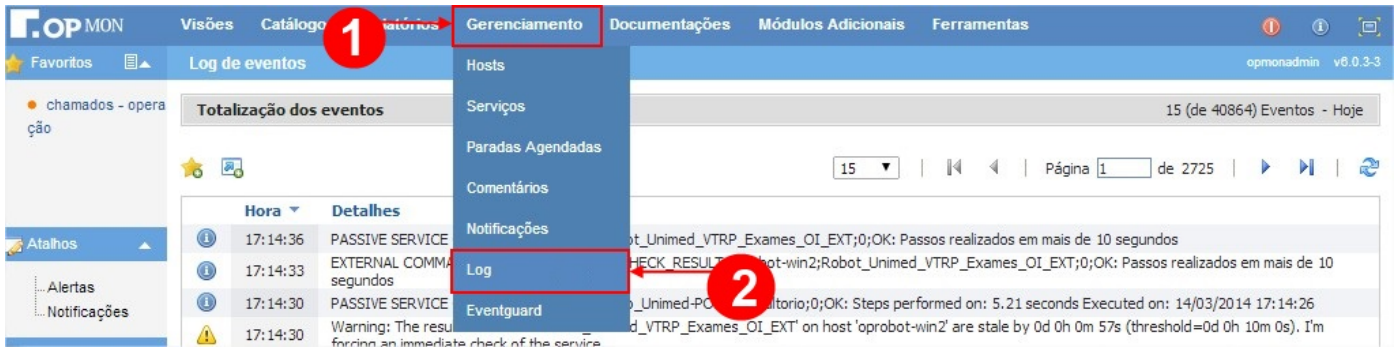 OPMON Visões Catálogo Gerenciamento Documentações Módulos Adicionais Ferramentas
1
Favoritos Log de eventos Hosts opmonadmin v6.0.3-3
chamados - opera
ção
Totalização dos eventos Serviços 15 (de 40864) Eventos - Hoje
Paradas Agendadas
15 Página 1 de 2725
Comentários
Hora Detalhes
Notificações
17:14:36 PASSIVE SERVICE t_Unimed_VTRP_Exames_OI_EXT;0;OK: Passos realizados em mais de 10 segundos
Atalhos
17:14:33 EXTERNAL COMMA Log HECK_RESULT bot-win2;Robot_Unimed_VTRP_Exames_OI_EXT;0;OK: Passos realizados em mais de 10
segundos
2
Alertas
17:14:30 PASSIVE SERVICE Eventguard _Unimed-PO ltorio;0;OK: Steps performed on: 5.21 seconds Executed on: 14/03/2014 17:14:26
Notificações
17:14:30 Warning: The resu d_VTRP_Exames_OI_EXT' on host 'oprobot-win2' are stale by 0d 0h 0m 57s (threshold=0d 0h 10m 0s). I'm
forcing an immediate check of the service